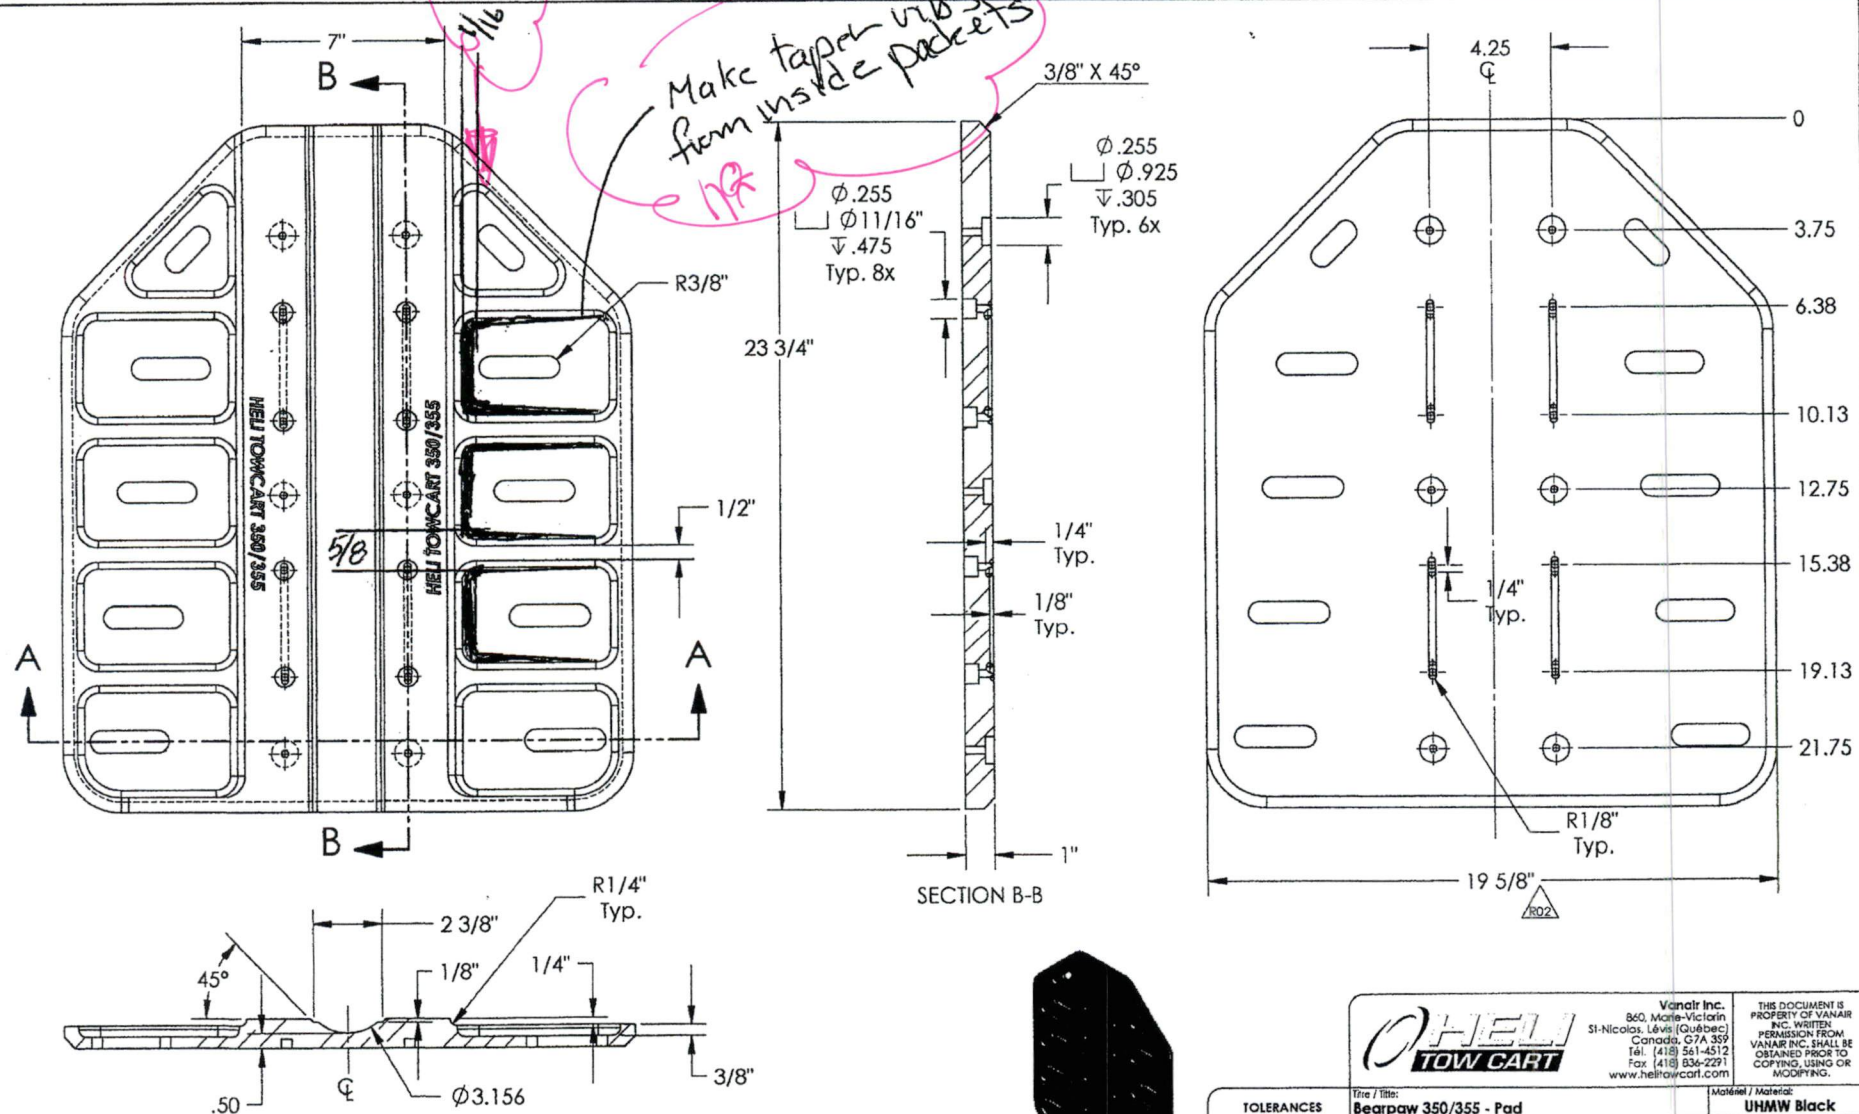 7"
B
Make taper ribs
from inside pockets
3/8" X 45°
Ø.255
⌴ Ø.925
↧.305
Typ. 6x
Ø.255
⌴ Ø11/16"
↧.475
Typ. 8x
R3/8"
23 3/4"
HELI TOWCART 350/355
HELI TOWCART 350/355
5/8
1/2"
1/4"
Typ.
1/8"
Typ.
A
A
B
1"
SECTION B-B
4.25
℄
0
3.75
6.38
10.13
12.75
15.38
19.13
21.75
1/4"
Typ.
R1/8"
Typ.
19 5/8"
R02
45°
2 3/8"
1/8"
1/4"
R1/4"
Typ.
3/8"
.50
℄
Ø3.156
HELI
TOW CART
Vanair Inc.
860, Marie-Victorin
St-Nicolas, Lévis (Québec)
Canada, G7A 3S9
Tél. (418) 561-4512
Fax (418) 836-2291
www.helitowcart.com
THIS DOCUMENT IS
PROPERTY OF VANAIR
INC. WRITTEN
PERMISSION FROM
VANAIR INC. SHALL BE
OBTAINED PRIOR TO
COPYING, USING OR
MODIFYING.
TOLERANCES
Titre / Title:
Bearpaw 350/355 - Pad
Matériel / Material:
UHMW Black